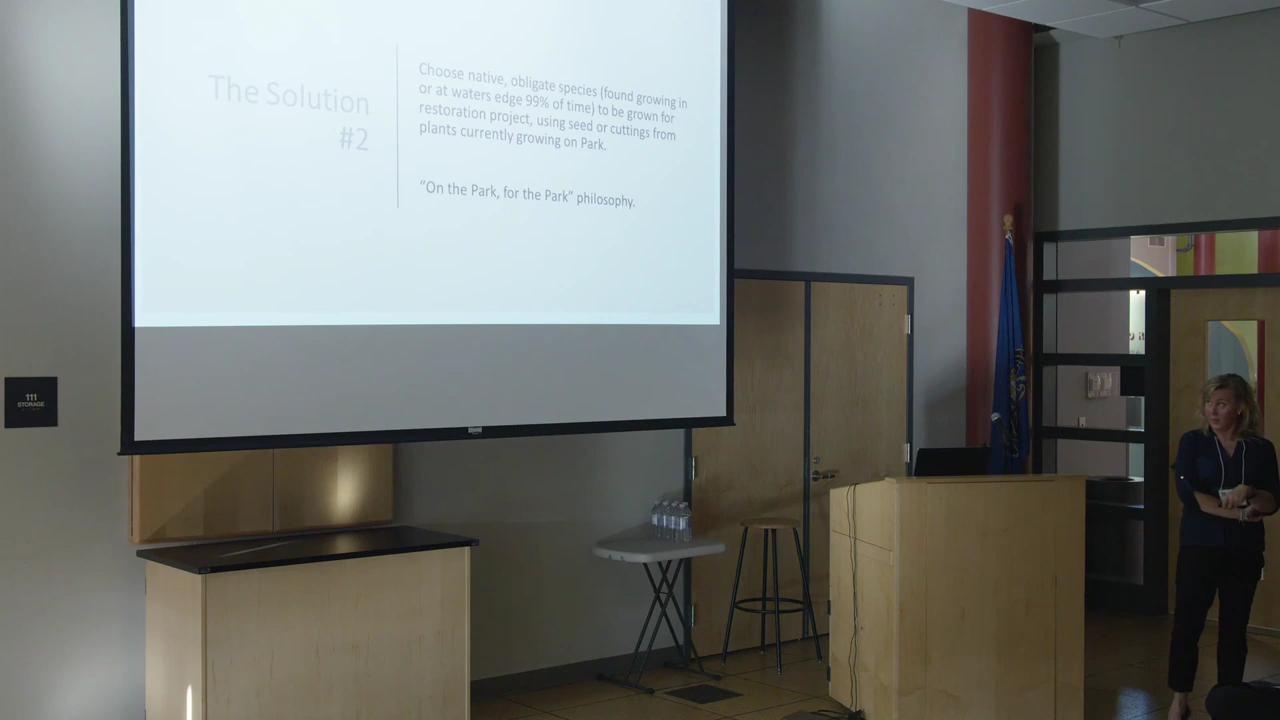 The Solution
#2
Choose native, obligate species (found growing in
or at waters edge 99% of time) to be grown for
restoration project, using seed or cuttings from
plants currently growing on Park.
“On the Park, for the Park” philosophy.
111
STORAGE